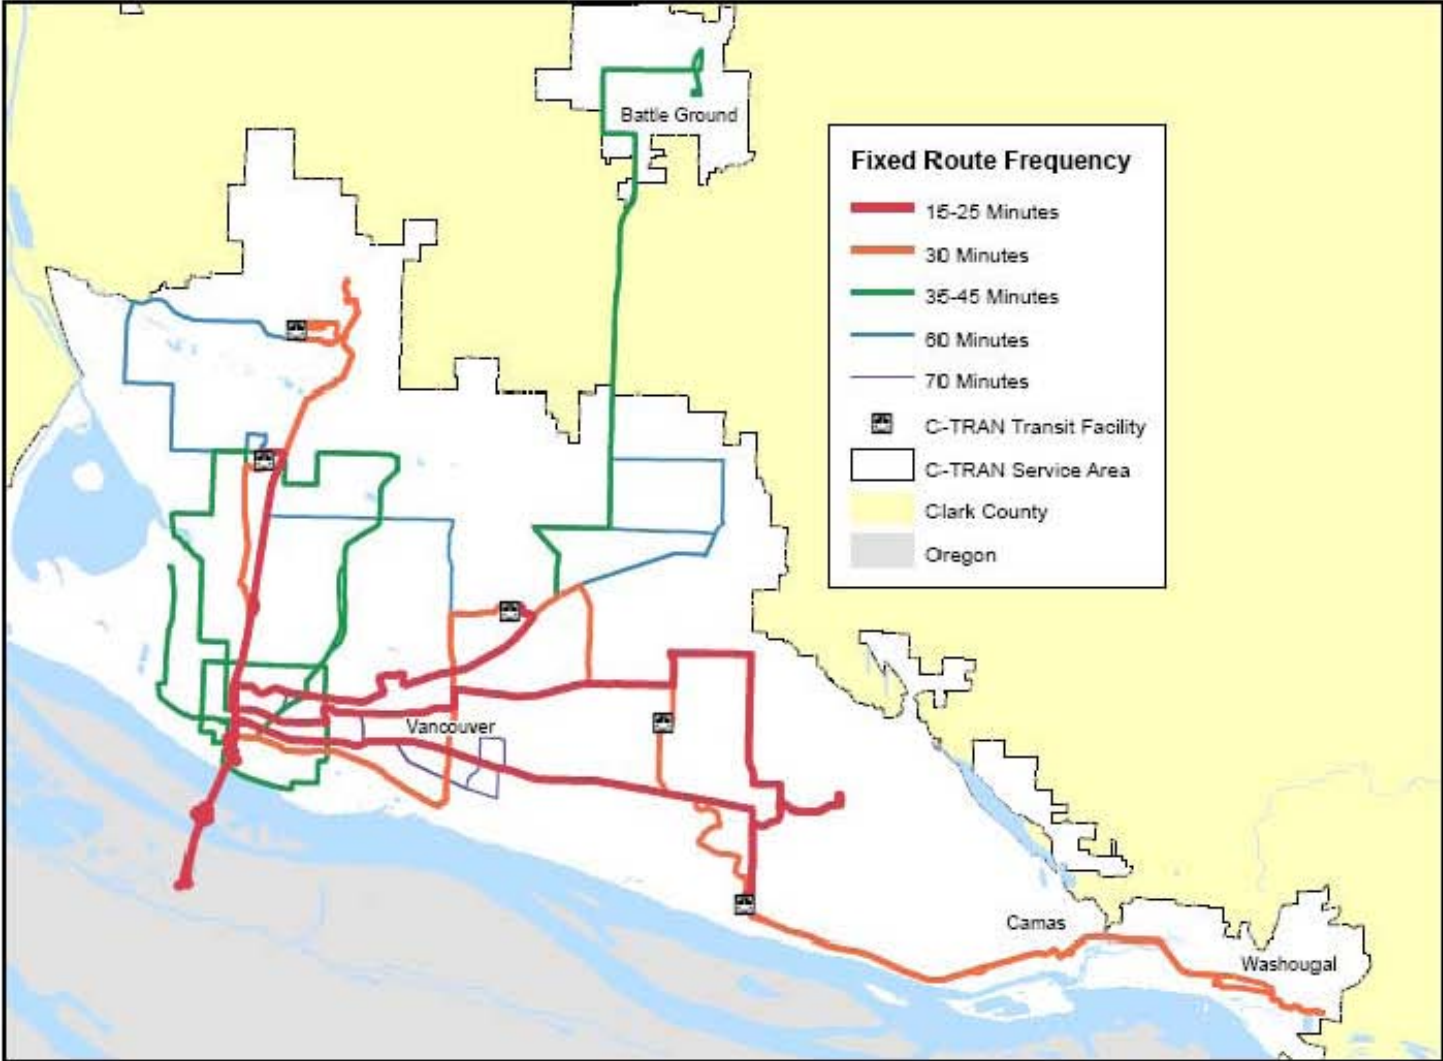 Battle Ground
Fixed Route Frequency
15-25 Minutes
30 Minutes
35-45 Minutes
60 Minutes
70 Minutes
C-TRAN Transit Facility
C-TRAN Service Area
Clark County
Oregon
Vancouver
Camas
Washougal